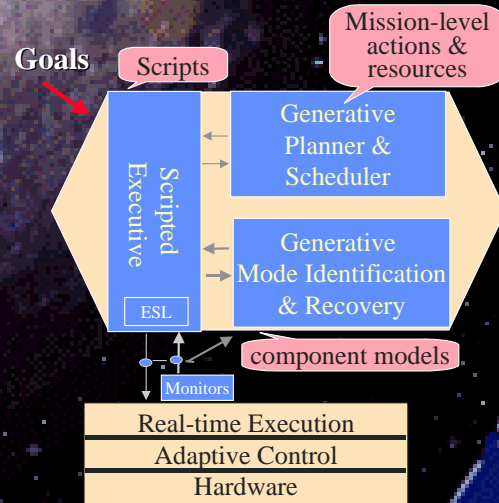 Goals
Scripts
Mission-level
actions &
resources
Scripted
Executive
ESL
Generative
Planner &
Scheduler
Generative
Mode Identification
& Recovery
component models
Monitors
Real-time Execution
Adaptive Control
Hardware